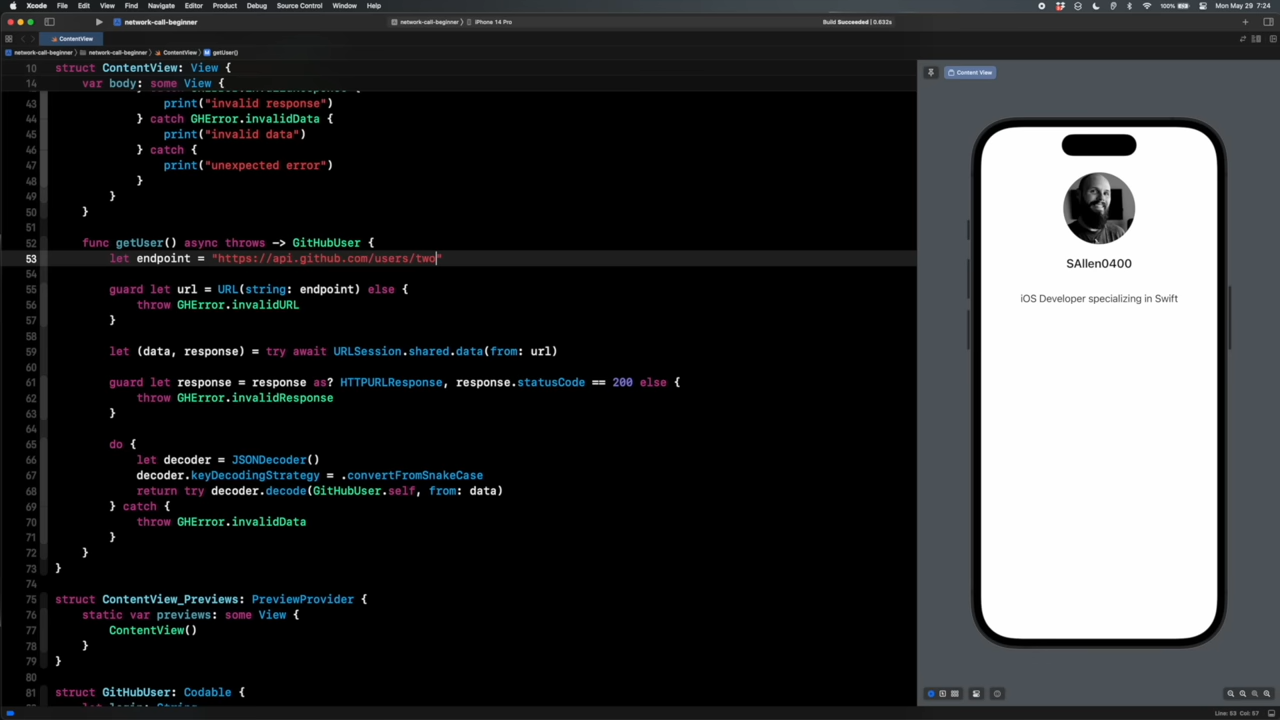 Xcode File Edit View Find Navigate Editor Product Debug Source Control Window Help 100% Mon May 29 7:24
network-call-beginner network-call-beginner iPhone 14 Pro Build Succeeded | 0.632s
ContentView
network-call-beginner network-call-beginner ContentView getUser()
10 struct ContentView: View {
14 var body: some View {
43 print("invalid response")
44 } catch GHError.invalidData {
45 print("invalid data")
46 } catch {
47 print("unexpected error")
48 }
49 }
50 }
51
52 func getUser() async throws -> GitHubUser {
53 let endpoint = "https://api.github.com/users/two"
54
55 guard let url = URL(string: endpoint) else {
56 throw GHError.invalidURL
57 }
58
59 let (data, response) = try await URLSession.shared.data(from: url)
60
61 guard let response = response as? HTTPURLResponse, response.statusCode == 200 else {
62 throw GHError.invalidResponse
63 }
64
65 do {
66 let decoder = JSONDecoder()
67 decoder.keyDecodingStrategy = .convertFromSnakeCase
68 return try decoder.decode(GitHubUser.self, from: data)
69 } catch {
70 throw GHError.invalidData
71 }
72 }
73 }
74
75 struct ContentView_Previews: PreviewProvider {
76 static var previews: some View {
77 ContentView()
78 }
79 }
80
81 struct GitHubUser: Codable {
Content View
SAllen0400
iOS Developer specializing in Swift
Line: 53 Col: 57